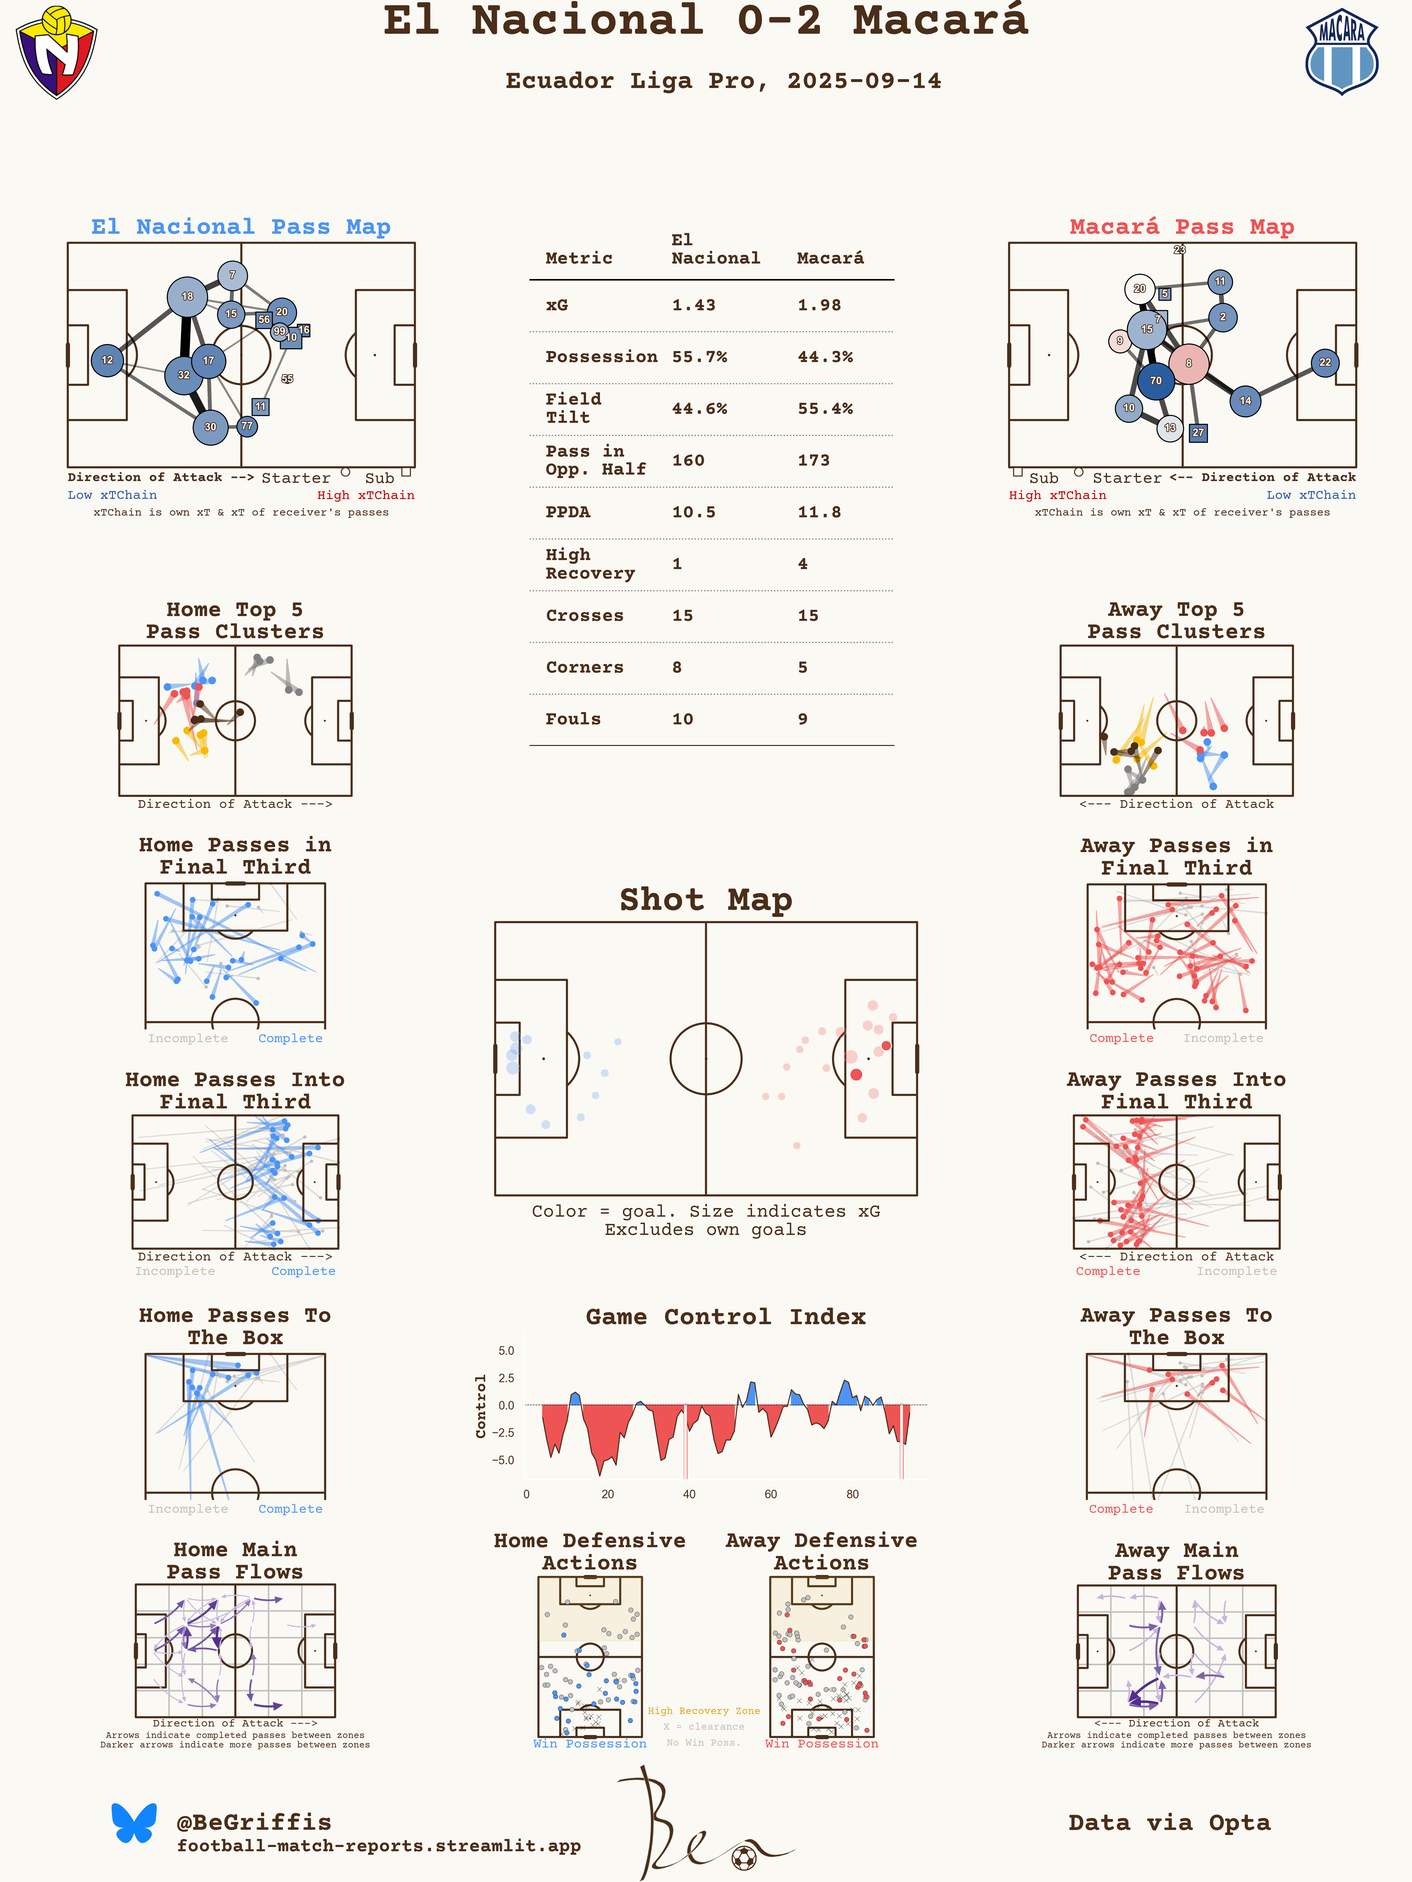 El Nacional 0-2 Macará
Ecuador Liga Pro, 2025-09-14
MACARA
N
El Nacional Pass Map
7
18
15
20
56
99
16
10
12
17
32
55
11
30
77
Direction of Attack --> Starter Sub
Low xTChain High xTChain
xTChain is own xT & xT of receiver's passes
Metric El Nacional Macará
xG 1.43 1.98
Possession 55.7% 44.3%
Field Tilt 44.6% 55.4%
Pass in Opp. Half 160 173
PPDA 10.5 11.8
High Recovery 1 4
Crosses 15 15
Corners 8 5
Fouls 10 9
Macará Pass Map
23
20
5
11
7
15
2
9
8
22
70
14
10
13
27
Sub Starter <-- Direction of Attack
High xTChain Low xTChain
xTChain is own xT & xT of receiver's passes
Home Top 5
Pass Clusters
Direction of Attack --->
Away Top 5
Pass Clusters
<--- Direction of Attack
Home Passes in
Final Third
Incomplete Complete
Away Passes in
Final Third
Complete Incomplete
Shot Map
Color = goal. Size indicates xG
Excludes own goals
Home Passes Into
Final Third
Direction of Attack --->
Incomplete Complete
Away Passes Into
Final Third
<--- Direction of Attack
Complete Incomplete
Home Passes To
The Box
Incomplete Complete
Game Control Index
Control
5.0
2.5
0.0
−2.5
−5.0
0 20 40 60 80
Away Passes To
The Box
Complete Incomplete
Home Main
Pass Flows
Direction of Attack --->
Arrows indicate completed passes between zones
Darker arrows indicate more passes between zones
Home Defensive
Actions
Win Possession
High Recovery Zone
X = clearance
No Win Poss.
Away Defensive
Actions
Win Possession
Away Main
Pass Flows
<--- Direction of Attack
Arrows indicate completed passes between zones
Darker arrows indicate more passes between zones
@BeGriffis
football-match-reports.streamlit.app
Ben
Data via Opta